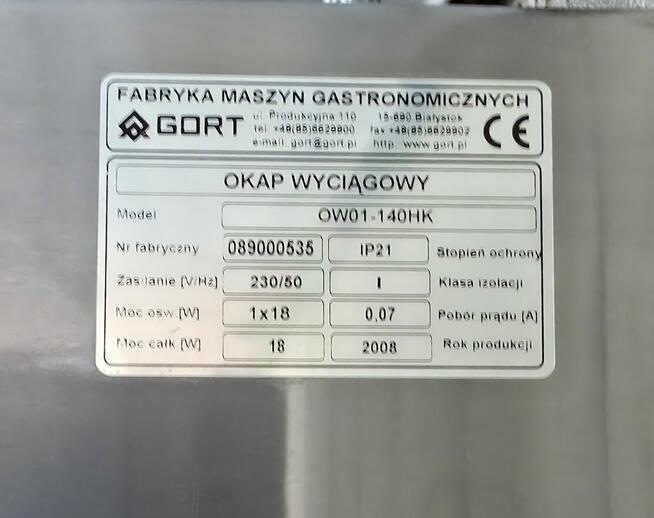 FABRYKA MASZYN GASTRONOMICZNYCH
GORT
ul. Produkcyjna 110 15-680 Białystok
tel. +48(85)6629800 fax +48(85)6629802
e-mail: gort@gort.pl http: www.gort.pl
CE
OKAP WYCIĄGOWY
Model OW01-140HK
Nr fabryczny 089000535 IP21 Stopień ochrony
Zasilanie [V/Hz] 230/50 I Klasa izolacji
Moc ośw. [W] 1x18 0,07 Pobór prądu [A]
Moc całk [W] 18 2008 Rok produkcji